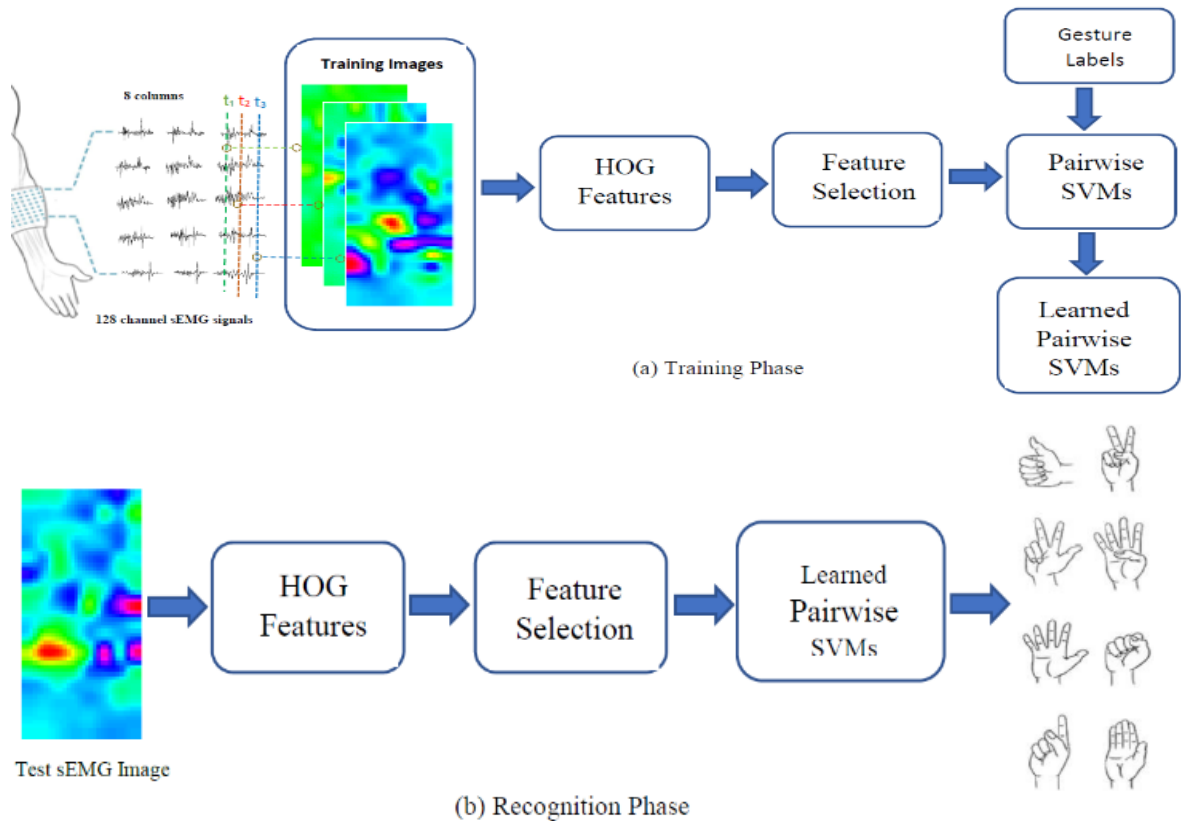 Training Images
8 columns
t₁ t₂ t₃
128 channel sEMG signals
HOG
Features
Feature
Selection
Gesture
Labels
Pairwise
SVMs
Learned
Pairwise
SVMs
(a) Training Phase
Test sEMG Image
HOG
Features
Feature
Selection
Learned
Pairwise
SVMs
(b) Recognition Phase